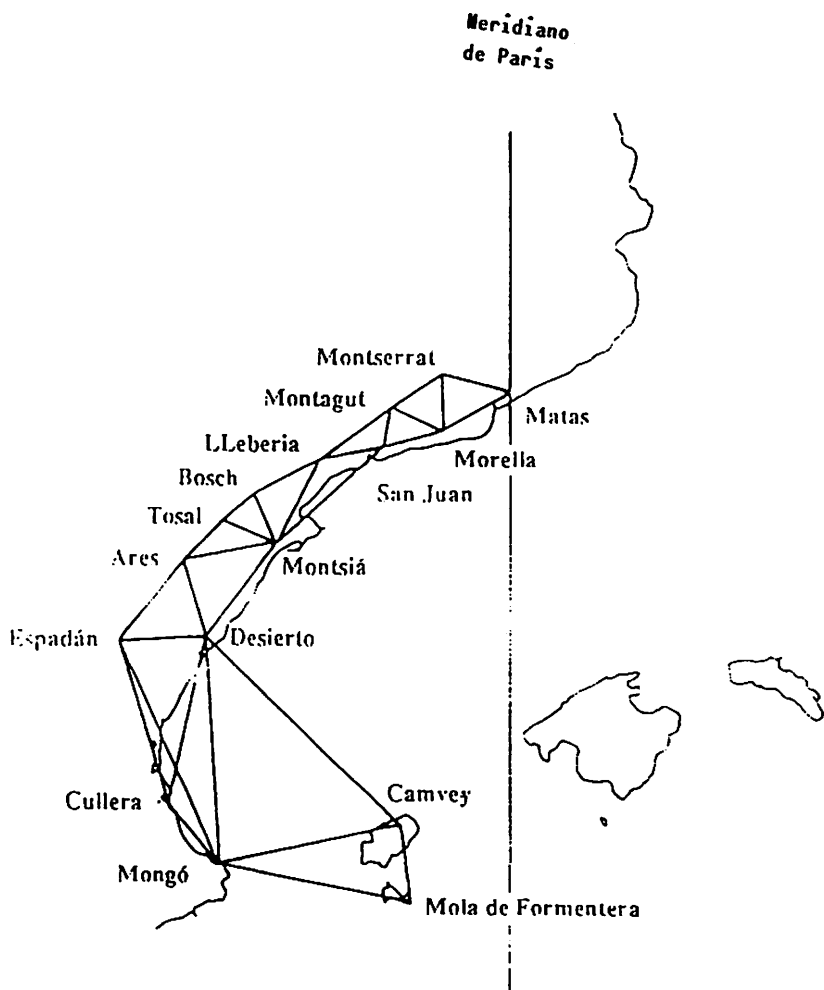 Meridiano
de París
Montserrat
Montagut
Matas
LLeberia
Morella
Bosch
San Juan
Tosal
Ares
Montsiá
Espadán
Desierto
Camvey
Cullera
Mongó
Mola de Formentera